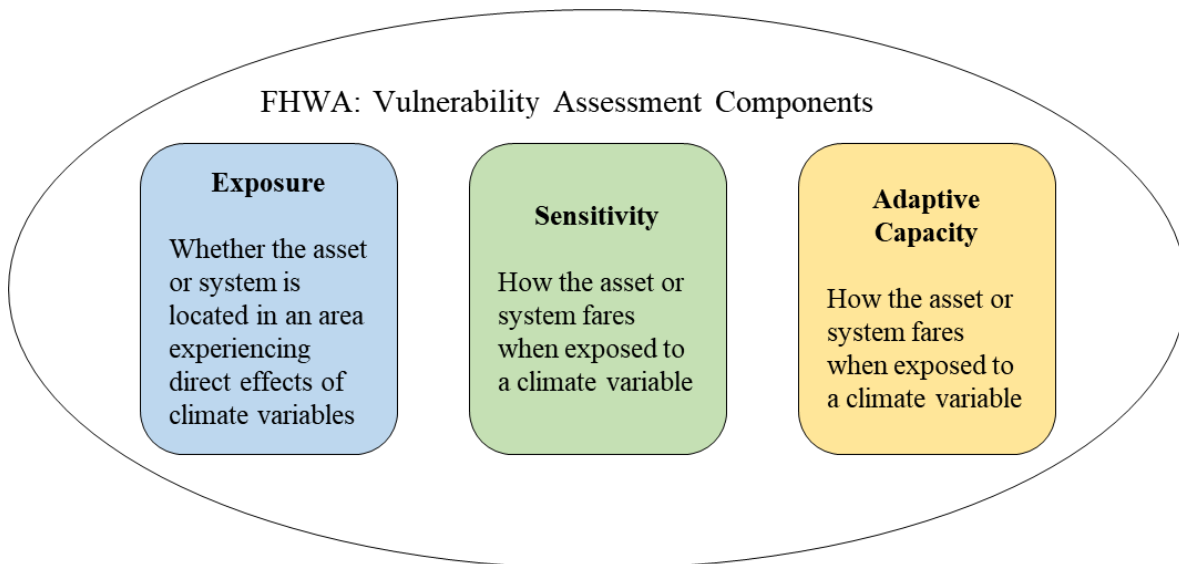 FHWA: Vulnerability Assessment Components
Exposure
Whether the asset
or system is
located in an area
experiencing
direct effects of
climate variables
Sensitivity
How the asset or
system fares
when exposed to
a climate variable
Adaptive
Capacity
How the asset or
system fares
when exposed to
a climate variable